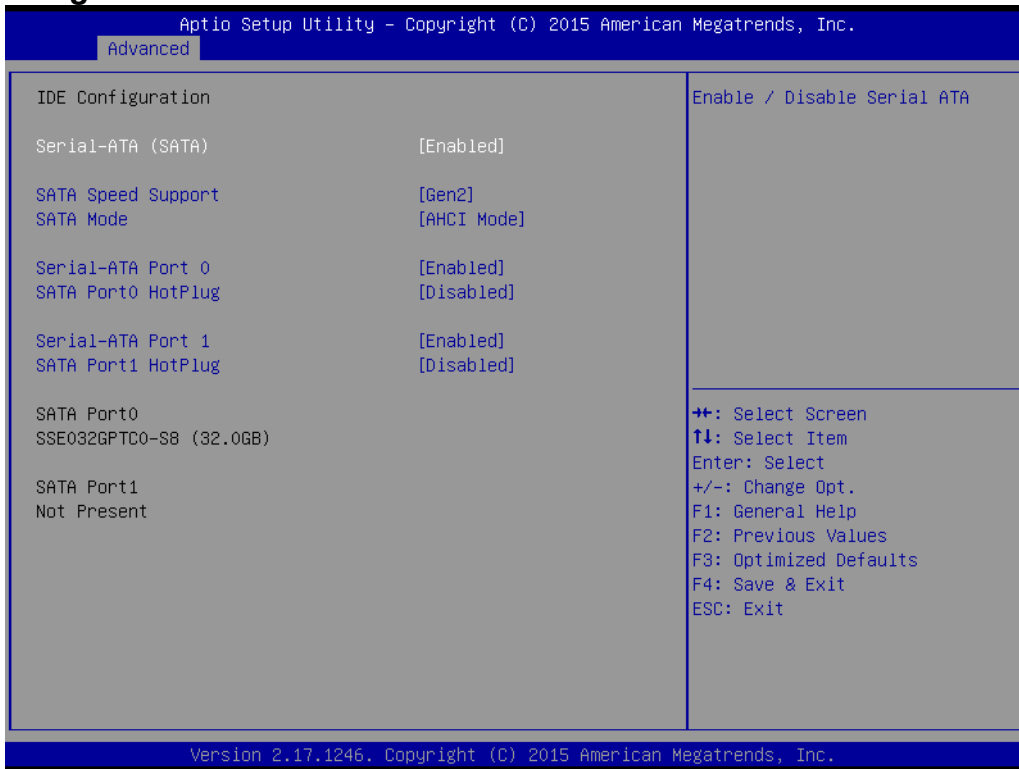 Aptio Setup Utility – Copyright (C) 2015 American Megatrends, Inc.
Advanced
IDE Configuration
Serial-ATA (SATA) [Enabled]
SATA Speed Support [Gen2]
SATA Mode [AHCI Mode]
Serial-ATA Port 0 [Enabled]
SATA Port0 HotPlug [Disabled]
Serial-ATA Port 1 [Enabled]
SATA Port1 HotPlug [Disabled]
SATA Port0
SSE032GPTC0-S8 (32.0GB)
SATA Port1
Not Present
Enable / Disable Serial ATA
→←: Select Screen
↑↓: Select Item
Enter: Select
+/-: Change Opt.
F1: General Help
F2: Previous Values
F3: Optimized Defaults
F4: Save & Exit
ESC: Exit
Version 2.17.1246. Copyright (C) 2015 American Megatrends, Inc.